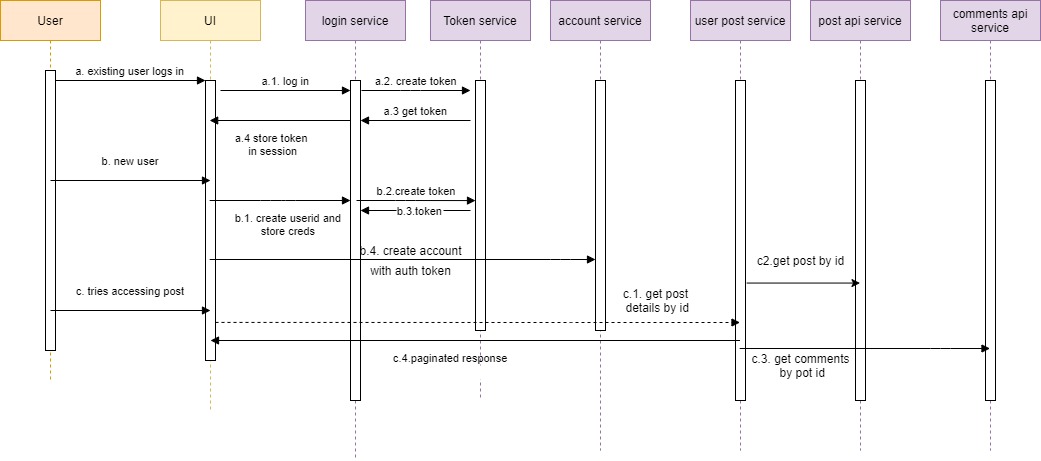 User
UI
login service
Token service
account service
user post service
post api service
comments api
service
a. existing user logs in
a.1. log in
a.2. create token
a.3 get token
a.4 store token
in session
b. new user
b.2.create token
b.3.token
b.1. create userid and
store creds
b.4. create account
with auth token
c2.get post by id
c. tries accessing post
c.1. get post
details by id
c.4.paginated response
c.3. get comments
by pot id